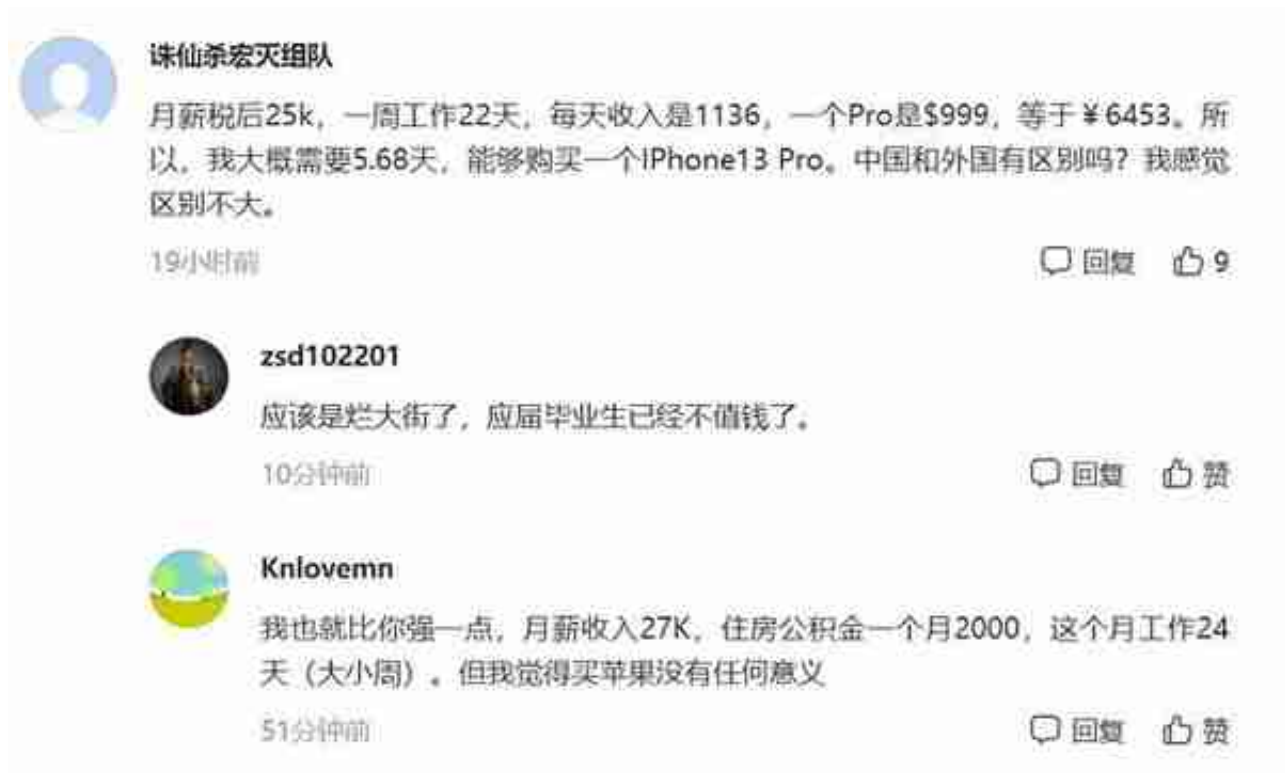 诛仙杀宏灭组队
月薪税后25k，一周工作22天，每天收入是1136，一个Pro是$999，等于￥6453。所
以，我大概需要5.68天，能够购买一个IPhone13 Pro。中国和外国有区别吗？我感觉
区别不大。
19小时前 回复 9
zsd102201
应该是烂大街了，应届毕业生已经不值钱了。
10分钟前 回复 赞
Knlovemn
我也就比你强一点，月薪收入27K，住房公积金一个月2000，这个月工作24
天（大小周）。但我觉得买苹果没有任何意义
51分钟前 回复 赞